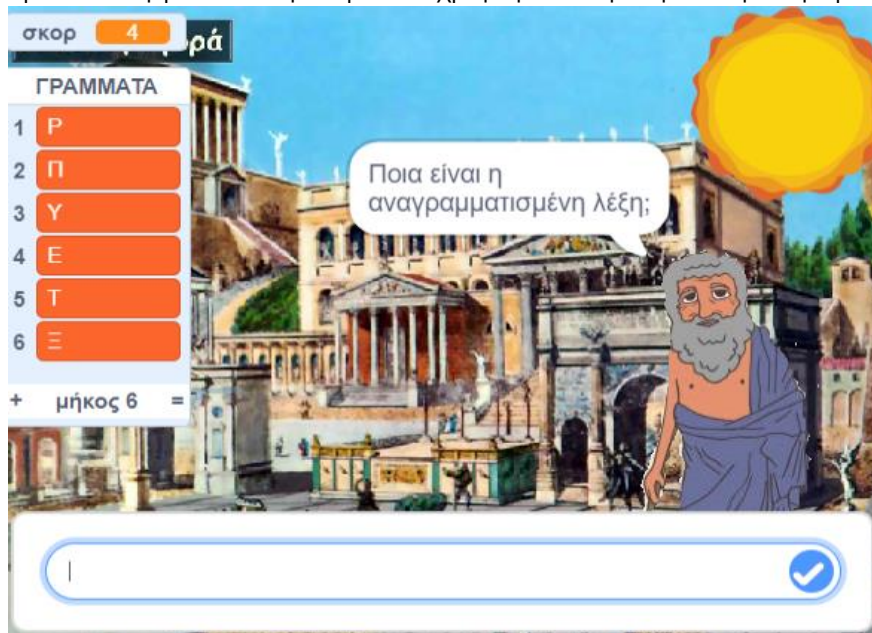 σκορ 4
ρά
ΓΡΑΜΜΑΤΑ
1 Ρ
2 Π
3 Υ
4 Ε
5 Τ
6 Ξ
+ μήκος 6 =
Ποια είναι η
αναγραμματισμένη λέξη;